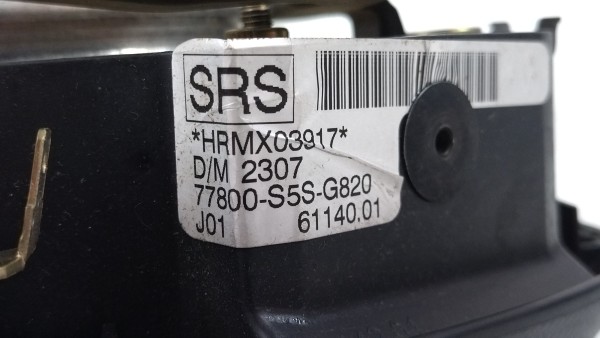 SRS
*HRMX03917*
D/M 2307
77800-S5S-G820
J01 61140.01